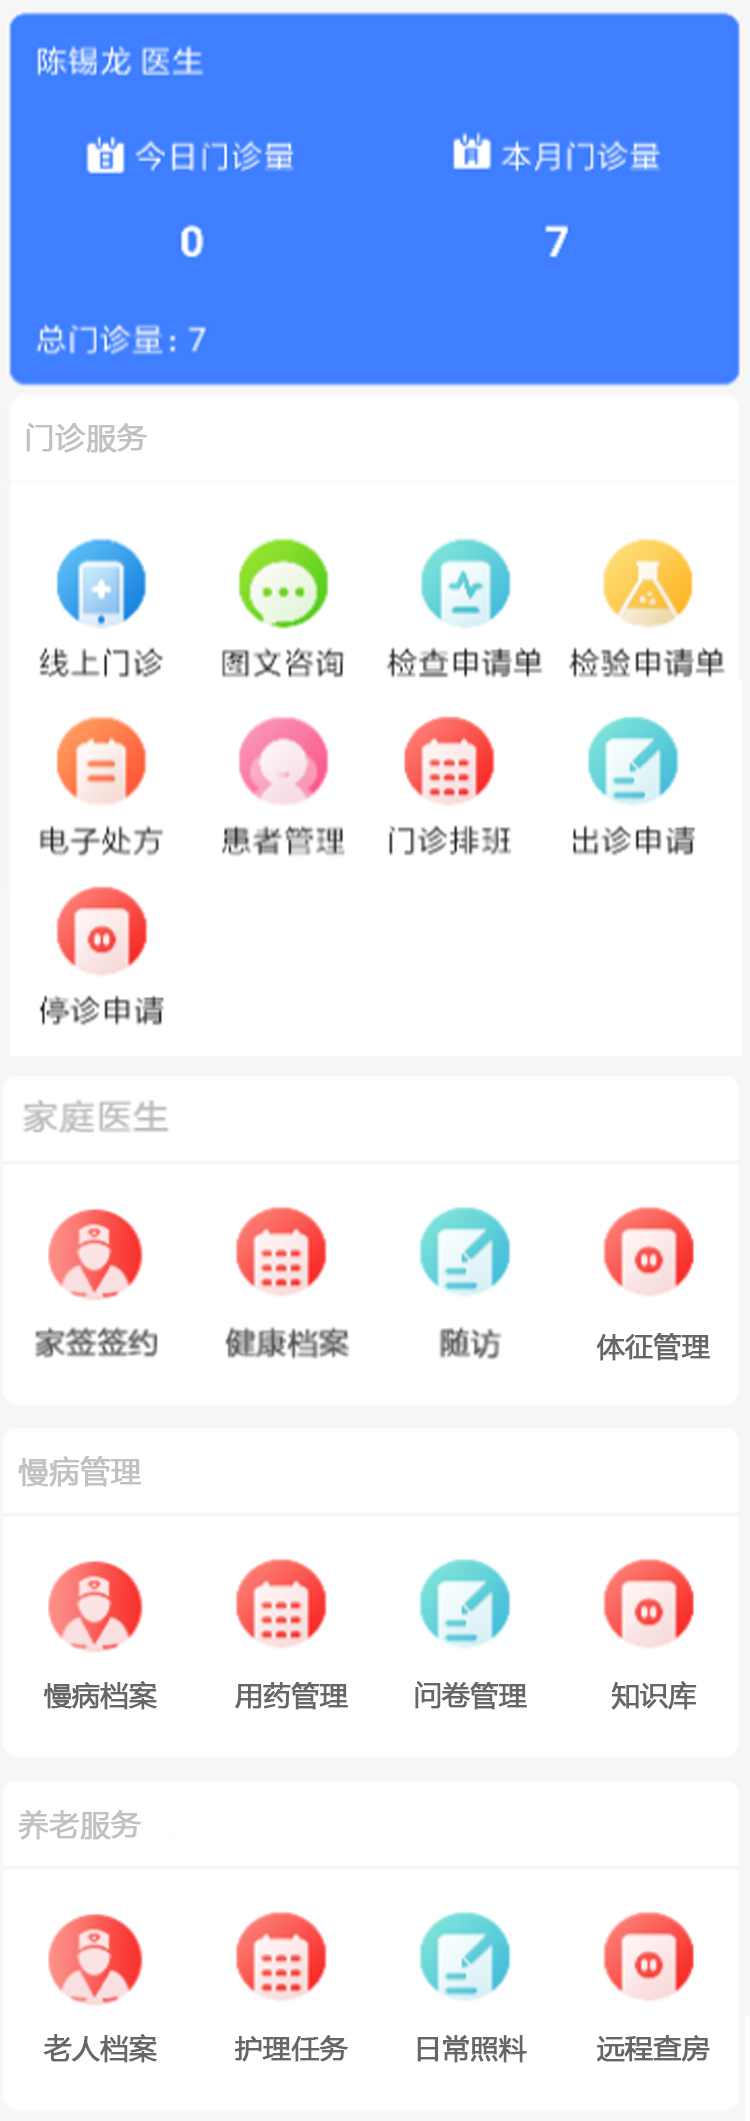 陈锡龙 医生
今日门诊量 本月门诊量
0 7
总门诊量: 7
门诊服务
线上门诊 图文咨询 检查申请单 检验申请单
电子处方 患者管理 门诊排班 出诊申请
停诊申请
家庭医生
家签签约 健康档案 随访 体征管理
慢病管理
慢病档案 用药管理 问卷管理 知识库
养老服务
老人档案 护理任务 日常照料 远程查房